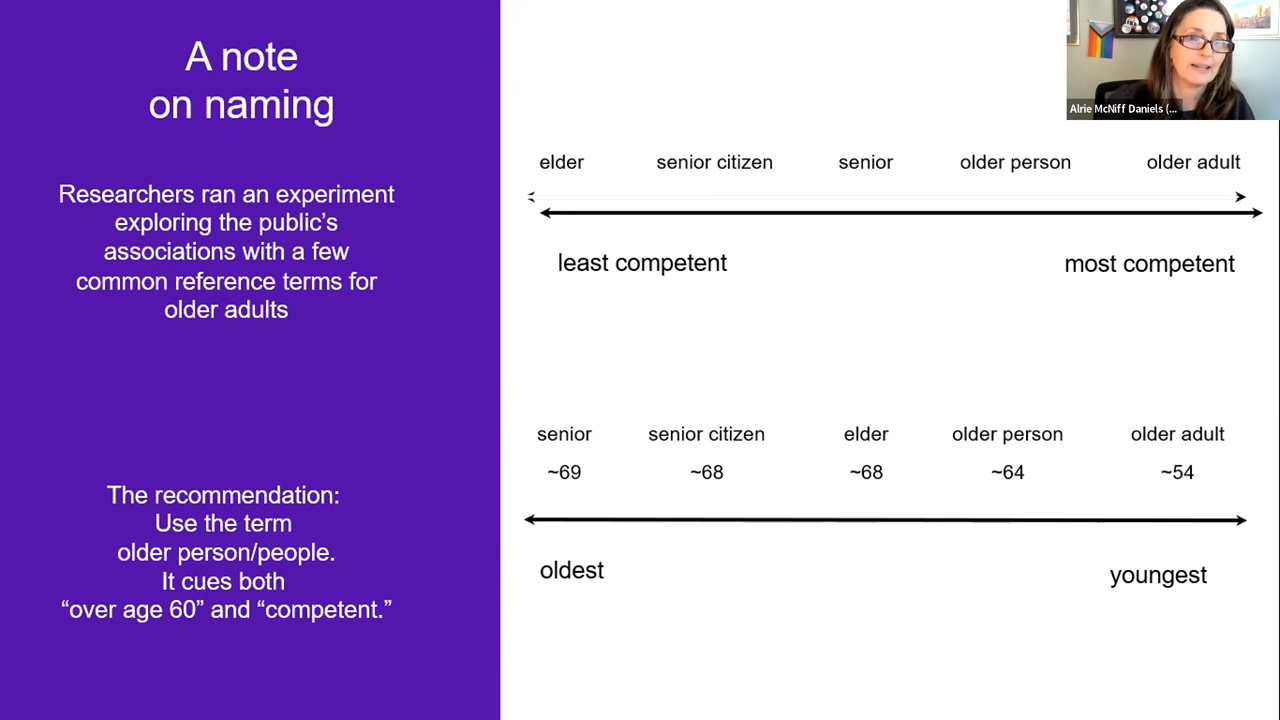 A note
on naming
Researchers ran an experiment
exploring the public's
associations with a few
common reference terms for
older adults
The recommendation:
Use the term
older person/people.
It cues both
“over age 60” and “competent.”
Alrie McNiff Daniels (...
elder senior citizen senior older person older adult
least competent most competent
senior senior citizen elder older person older adult
~69 ~68 ~68 ~64 ~54
oldest youngest